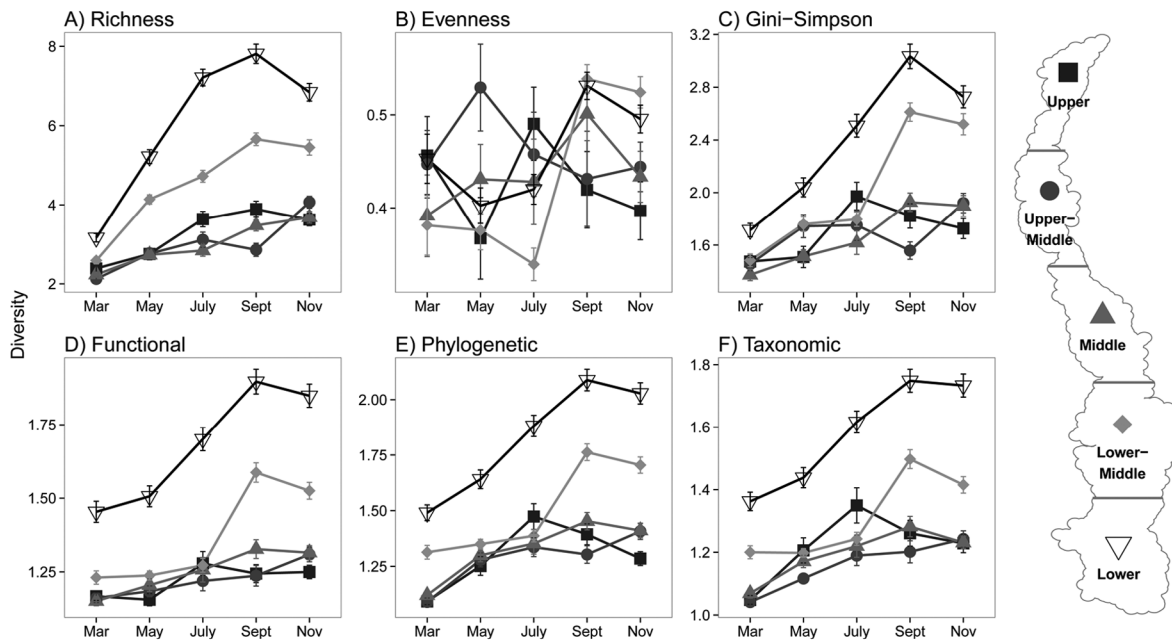 A) Richness
B) Evenness
C) Gini−Simpson
8
6
4
2
0.5
0.4
3.2
2.8
2.4
2.0
1.6
Mar May July Sept Nov
Mar May July Sept Nov
Mar May July Sept Nov
Diversity
D) Functional
E) Phylogenetic
F) Taxonomic
1.75
1.50
1.25
2.00
1.75
1.50
1.25
1.8
1.6
1.4
1.2
1.0
Mar May July Sept Nov
Mar May July Sept Nov
Mar May July Sept Nov
Upper
Upper−
Middle
Middle
Lower−
Middle
Lower